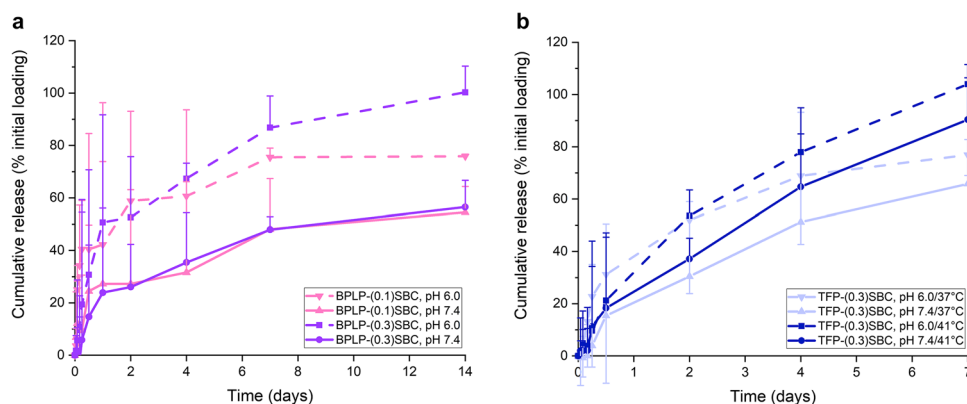 a
Cumulative release (% initial loading)
120
100
80
60
40
20
0
BPLP-(0.1)SBC, pH 6.0
BPLP-(0.1)SBC, pH 7.4
BPLP-(0.3)SBC, pH 6.0
BPLP-(0.3)SBC, pH 7.4
0 2 4 6 8 10 12 14
Time (days)
b
Cumulative release (% initial loading)
120
100
80
60
40
20
0
TFP-(0.3)SBC, pH 6.0/37°C
TFP-(0.3)SBC, pH 7.4/37°C
TFP-(0.3)SBC, pH 6.0/41°C
TFP-(0.3)SBC, pH 7.4/41°C
0 1 2 3 4 5 6 7
Time (days)